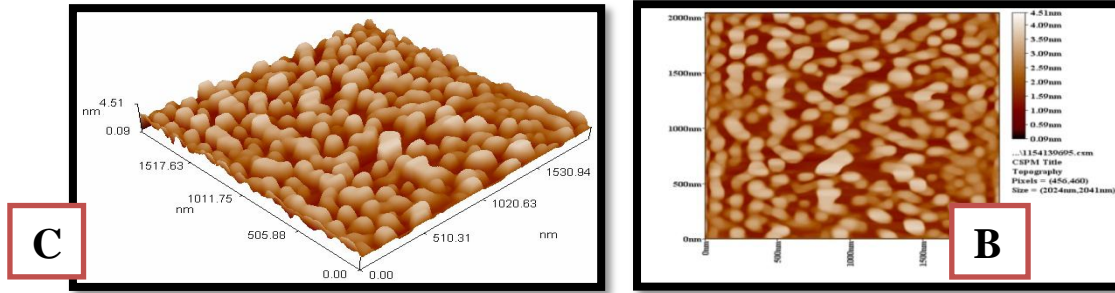 4.51
nm
0.09
1517.63
1011.75
nm
505.88
0.00
0.00
510.31
1020.63
1530.94
nm
C
2000nm
1500nm
1000nm
500nm
0nm
0nm
500nm
1000nm
1500nm
4.51nm
4.09nm
3.59nm
3.09nm
2.59nm
2.09nm
1.59nm
1.09nm
0.59nm
0.09nm
...\1154139695.csm
CSPM Title
Topography
Pixels = (456,460)
Size = (2024nm,2041nm)
B